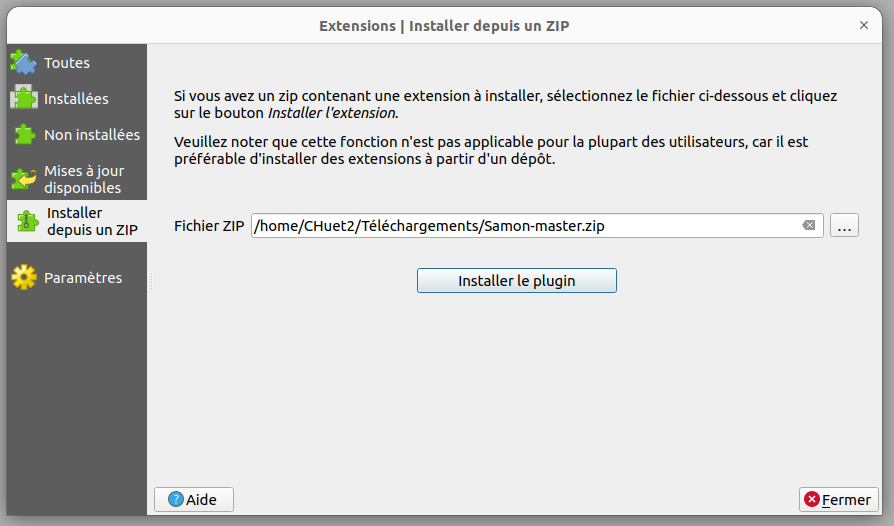 Extensions | Installer depuis un ZIP
Toutes
Installées
Non installées
Mises à jour
disponibles
Installer
depuis un ZIP
Paramètres
Si vous avez un zip contenant une extension à installer, sélectionnez le fichier ci-dessous et cliquez
sur le bouton Installer l'extension.
Veuillez noter que cette fonction n'est pas applicable pour la plupart des utilisateurs, car il est
préférable d'installer des extensions à partir d'un dépôt.
Fichier ZIP /home/CHuet2/Téléchargements/Samon-master.zip ...
Installer le plugin
Aide
Fermer